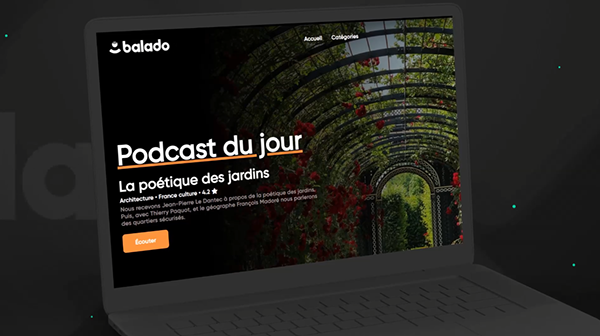 balado
Accueil Catégories
Podcast du jour
La poétique des jardins
Architecture • France culture • 4.2
Nous recevons Jean-Pierre Le Dantec à propos de la poétique des jardins.
Puis, avec Thierry Paquot, et le géographe François Madoré nous parlerons
des quartiers sécurisés.
Écouter